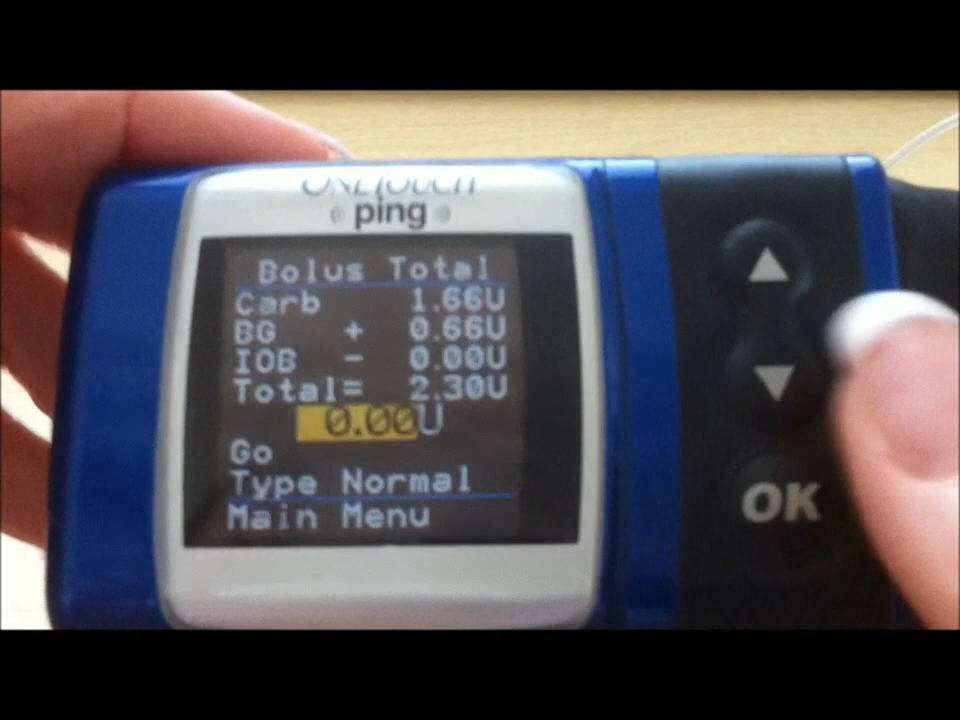 ONETOUCH
ping
Bolus Total
Carb 1.66U
BG + 0.66U
IOB - 0.00U
Total= 2.30U
0.00U
Go
Type Normal
Main Menu
OK